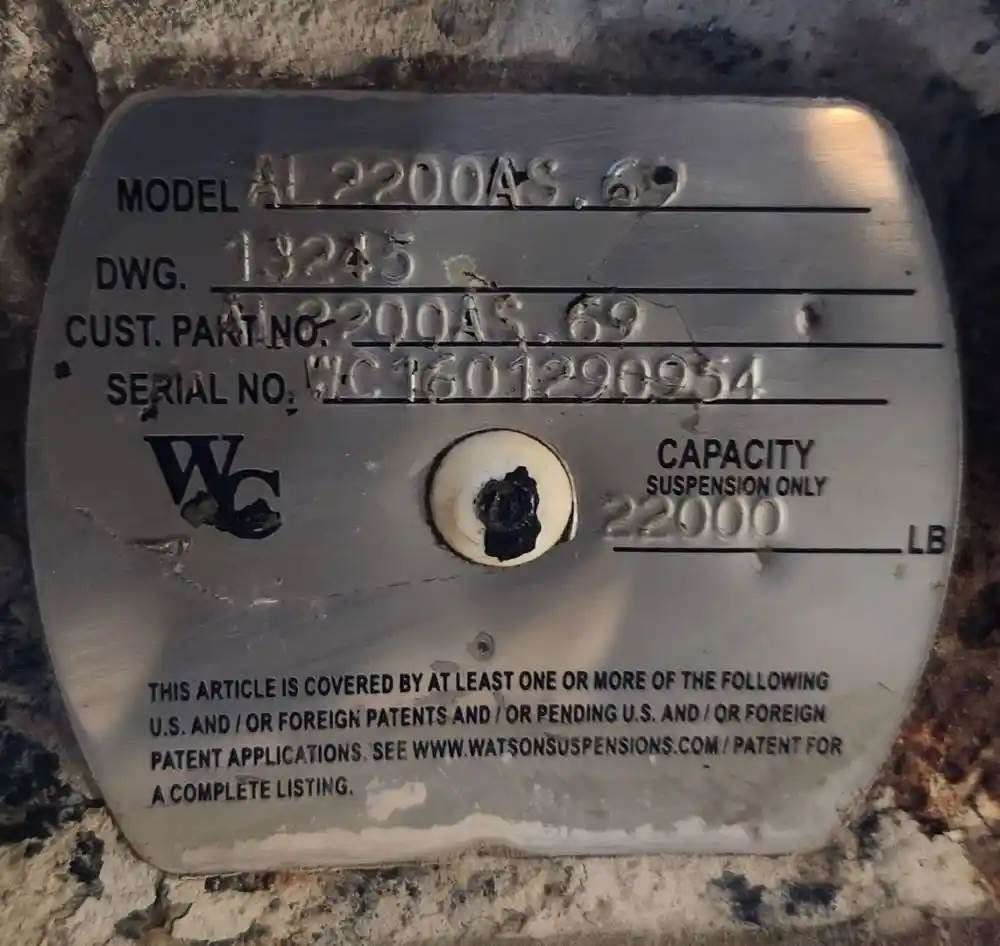 MODEL AL2200AS.69
DWG. 13245
CUST. PART NO. AL2200AS.69
SERIAL NO. WC1601290954
WC
CAPACITY
SUSPENSION ONLY
22000 LB
THIS ARTICLE IS COVERED BY AT LEAST ONE OR MORE OF THE FOLLOWING
U.S. AND / OR FOREIGN PATENTS AND / OR PENDING U.S. AND / OR FOREIGN
PATENT APPLICATIONS. SEE WWW.WATSONSUSPENSIONS.COM / PATENT FOR
A COMPLETE LISTING.